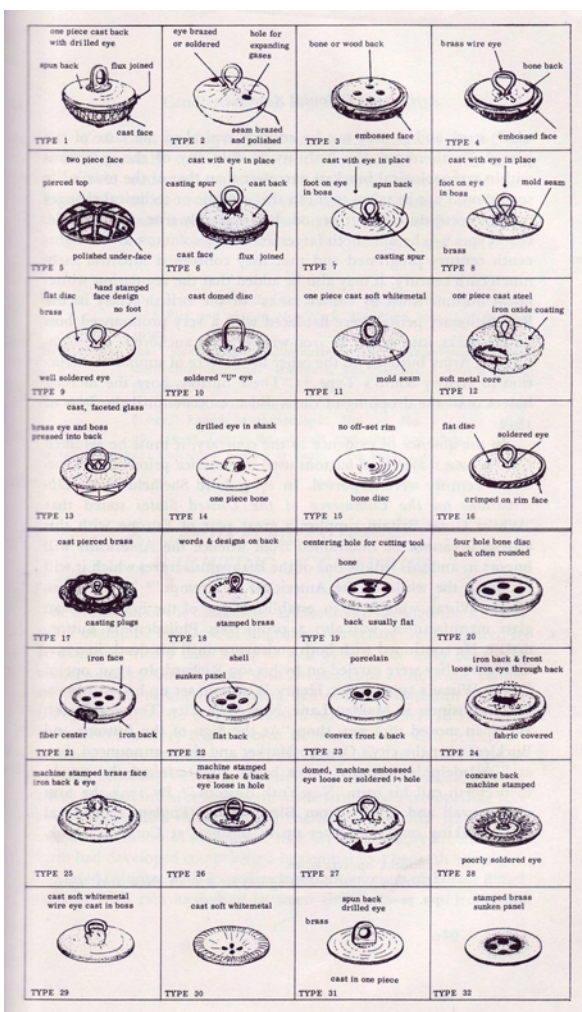 one piece cast back
with drilled eye
spun back
flux joined
cast face
TYPE 1
eye brazed
or soldered
hole for
expanding
gases
seam brazed
and polished
TYPE 2
bone or wood back
embossed face
TYPE 3
brass wire eye
bone back
embossed face
TYPE 4
two piece face
pierced top
polished under-face
TYPE 5
cast with eye in place
casting spur
cast back
cast face
flux joined
TYPE 6
cast with eye in place
foot on eye
in boss
spun back
casting spur
TYPE 7
cast with eye in place
foot on eye
in boss
mold seam
brass
TYPE 8
flat disc
hand stamped
face design
brass
no foot
well soldered eye
TYPE 9
cast domed disc
soldered "U" eye
TYPE 10
one piece cast soft whitemetal
mold seam
TYPE 11
one piece cast steel
iron oxide coating
soft metal core
TYPE 12
cast, faceted glass
brass eye and boss
pressed into back
TYPE 13
drilled eye in shank
one piece bone
TYPE 14
no off-set rim
bone disc
TYPE 15
flat disc
soldered eye
crimped on rim face
TYPE 16
cast pierced brass
casting plugs
TYPE 17
words & designs on back
stamped brass
TYPE 18
centering hole for cutting tool
bone
back usually flat
TYPE 19
four hole bone disc
back often rounded
TYPE 20
iron face
fiber center
iron back
TYPE 21
shell
sunken panel
flat back
TYPE 22
porcelain
convex front & back
TYPE 23
iron back & front
loose iron eye through back
fabric covered
TYPE 24
machine stamped brass face
iron back & eye
TYPE 25
machine stamped
brass face & back
eye loose in hole
TYPE 26
domed, machine embossed
eye loose or soldered in hole
TYPE 27
concave back
machine stamped
poorly soldered eye
TYPE 28
cast soft whitemetal
wire eye cast in boss
TYPE 29
cast soft whitemetal
TYPE 30
spun back
drilled eye
brass
cast in one piece
TYPE 31
stamped brass
sunken panel
TYPE 32